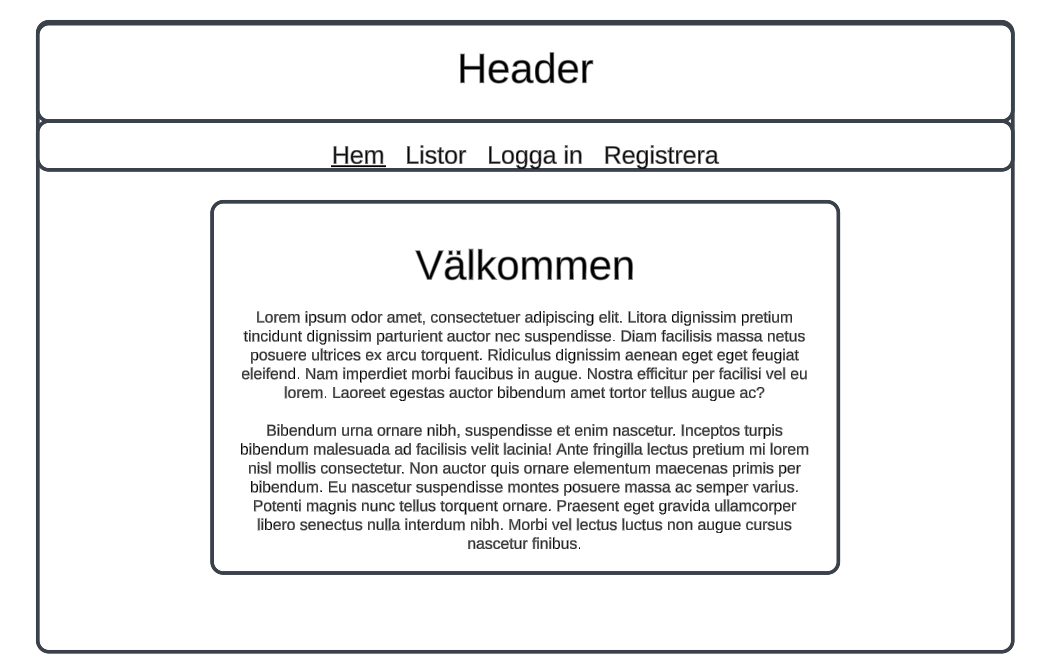 Header
Hem Listor Logga in Registrera
Välkommen
Lorem ipsum odor amet, consectetuer adipiscing elit. Litora dignissim pretium
tincidunt dignissim parturient auctor nec suspendisse. Diam facilisis massa netus
posuere ultrices ex arcu torquent. Ridiculus dignissim aenean eget eget feugiat
eleifend. Nam imperdiet morbi faucibus in augue. Nostra efficitur per facilisi vel eu
lorem. Laoreet egestas auctor bibendum amet tortor tellus augue ac?
Bibendum urna ornare nibh, suspendisse et enim nascetur. Inceptos turpis
bibendum malesuada ad facilisis velit lacinia! Ante fringilla lectus pretium mi lorem
nisl mollis consectetur. Non auctor quis ornare elementum maecenas primis per
bibendum. Eu nascetur suspendisse montes posuere massa ac semper varius.
Potenti magnis nunc tellus torquent ornare. Praesent eget gravida ullamcorper
libero senectus nulla interdum nibh. Morbi vel lectus luctus non augue cursus
nascetur finibus.